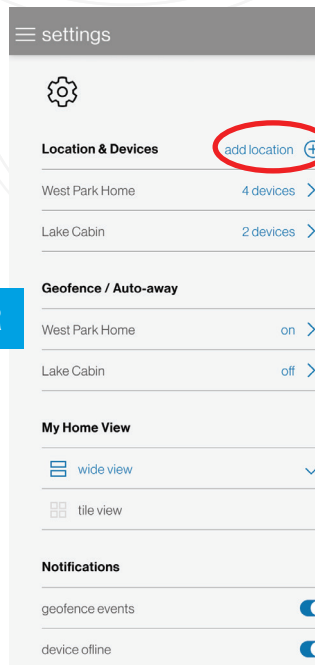 settings
Location & Devices add location
West Park Home 4 devices
Lake Cabin 2 devices
Geofence / Auto-away
West Park Home on
Lake Cabin off
My Home View
wide view
tile view
Notifications
geofence events
device ofline